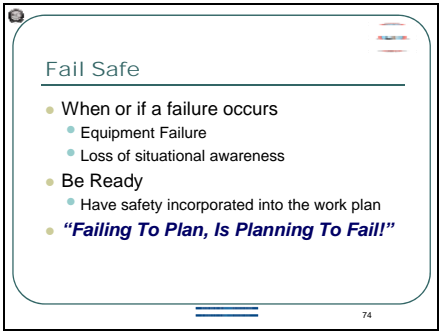 Fail Safe
When or if a failure occurs
Equipment Failure
Loss of situational awareness
Be Ready
Have safety incorporated into the work plan
“Failing To Plan, Is Planning To Fail!”
74